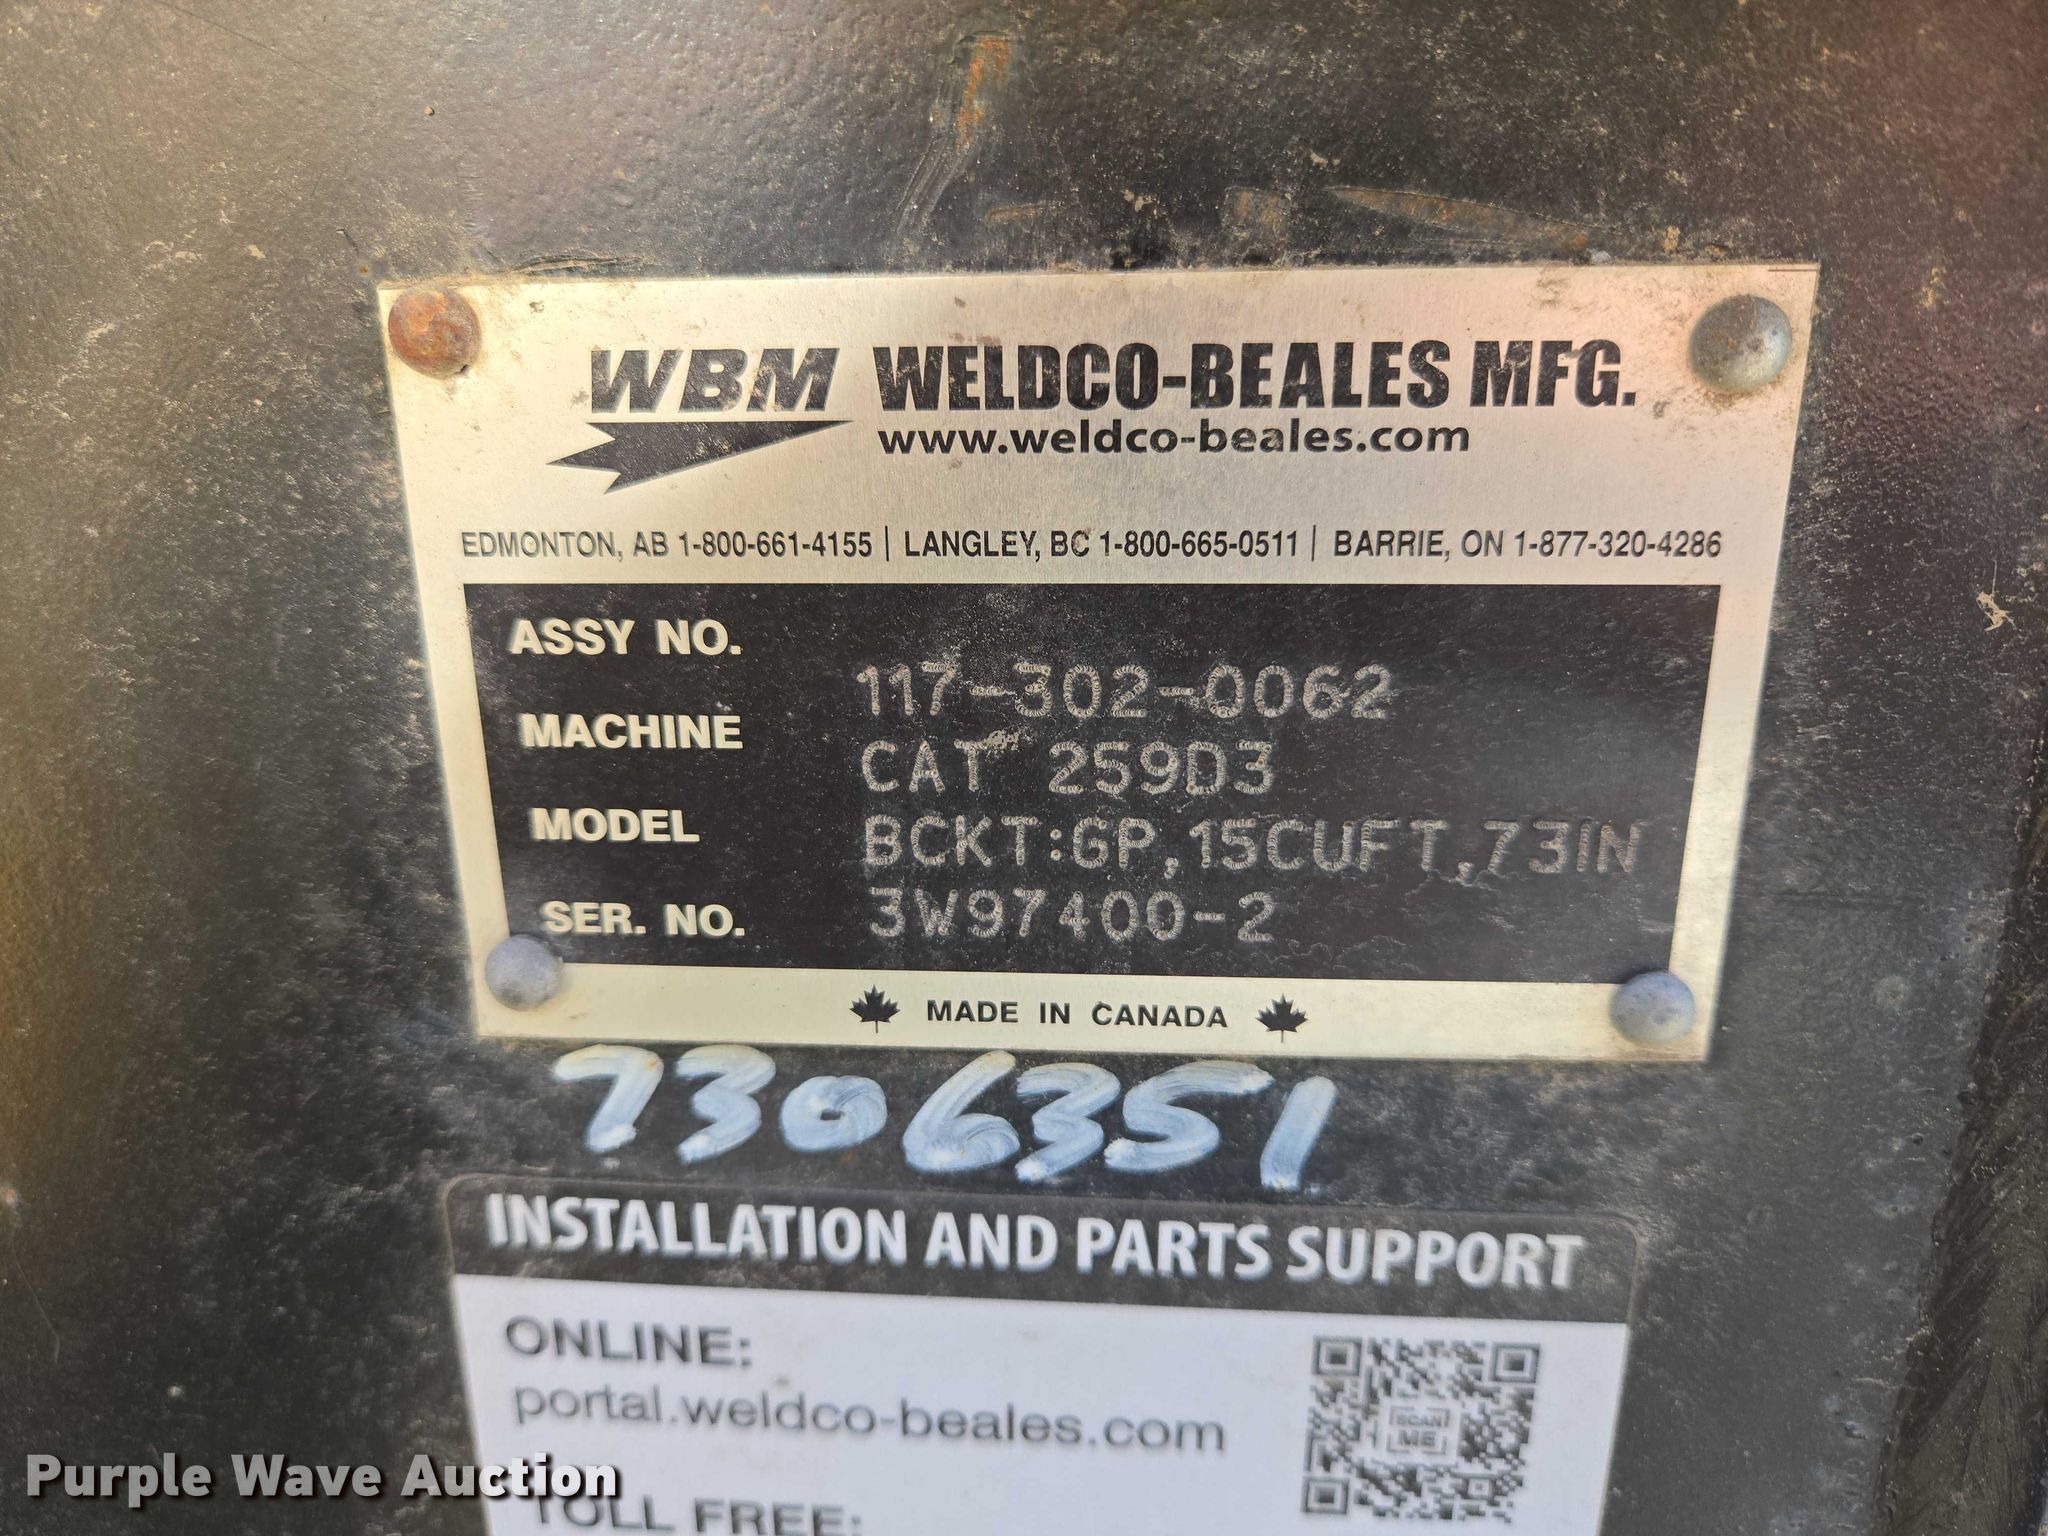 WBM WELDCO-BEALES MFG.
www.weldco-beales.com
EDMONTON, AB 1-800-661-4155 | LANGLEY, BC 1-800-665-0511 | BARRIE, ON 1-877-320-4286
ASSY NO. 117-302-0062
MACHINE CAT 259D3
MODEL BCKT:GP,15CUFT,73IN
SER. NO. 3W97400-2
MADE IN CANADA
7306351
INSTALLATION AND PARTS SUPPORT
ONLINE:
portal.weldco-beales.com
SCAN
ME
TOLL FREE:
Purple Wave Auction